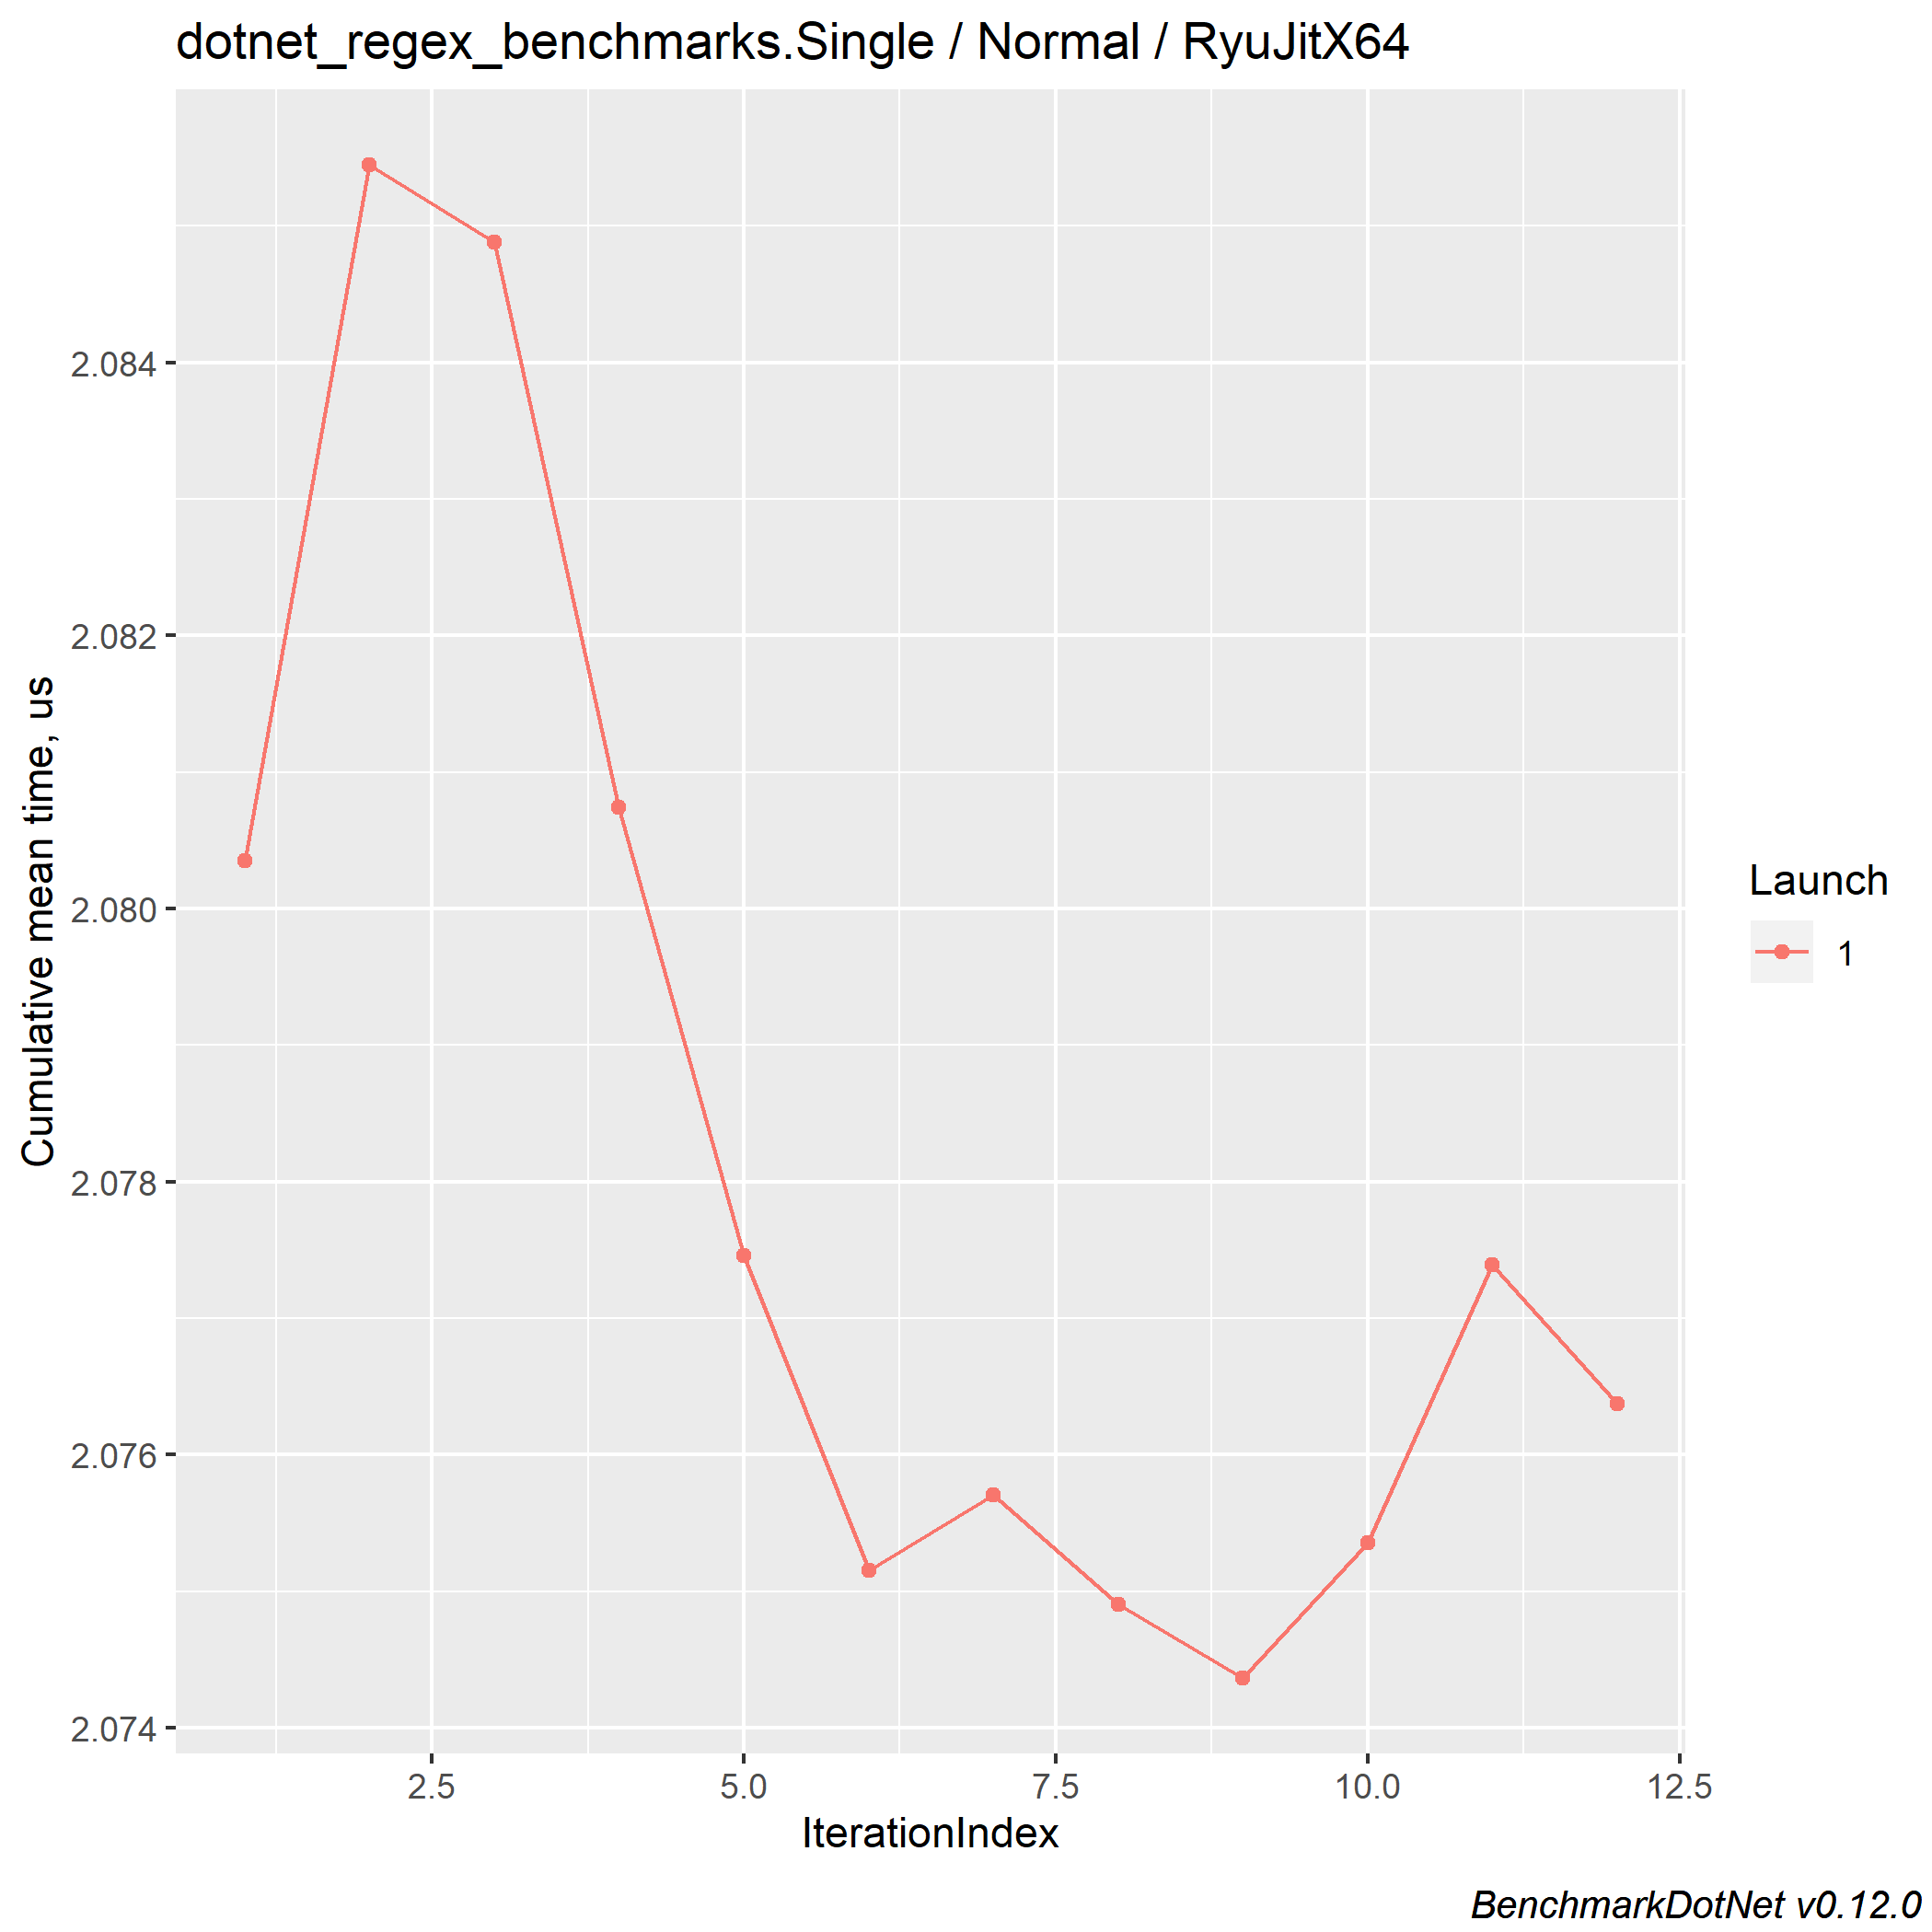 dotnet_regex_benchmarks.Single / Normal / RyuJitX64
2.084
2.082
2.080
2.078
2.076
2.074
Cumulative mean time, us
2.5 5.0 7.5 10.0 12.5
IterationIndex
Launch
1
BenchmarkDotNet v0.12.0